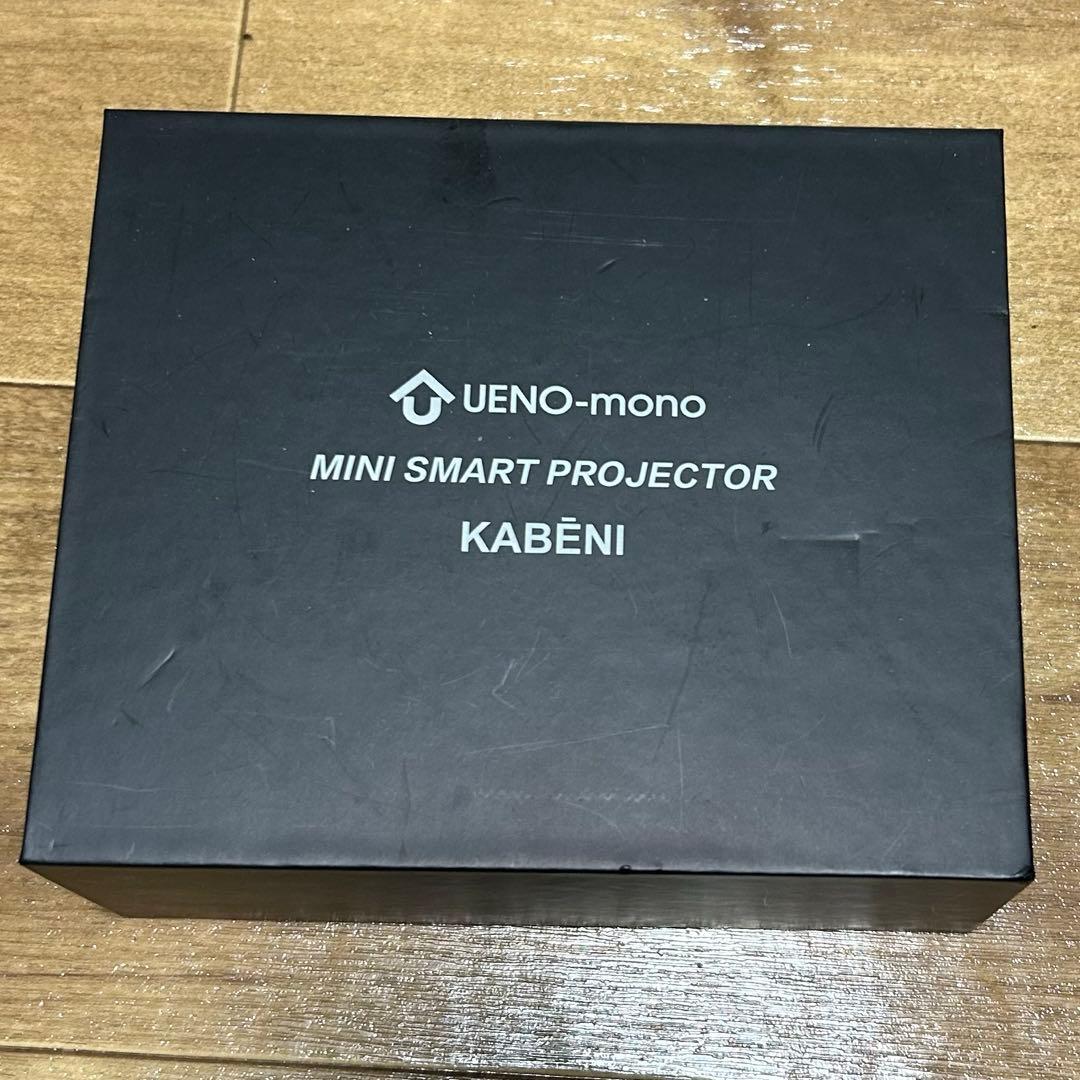 UENO-mono
MINI SMART PROJECTOR
KABĒNI